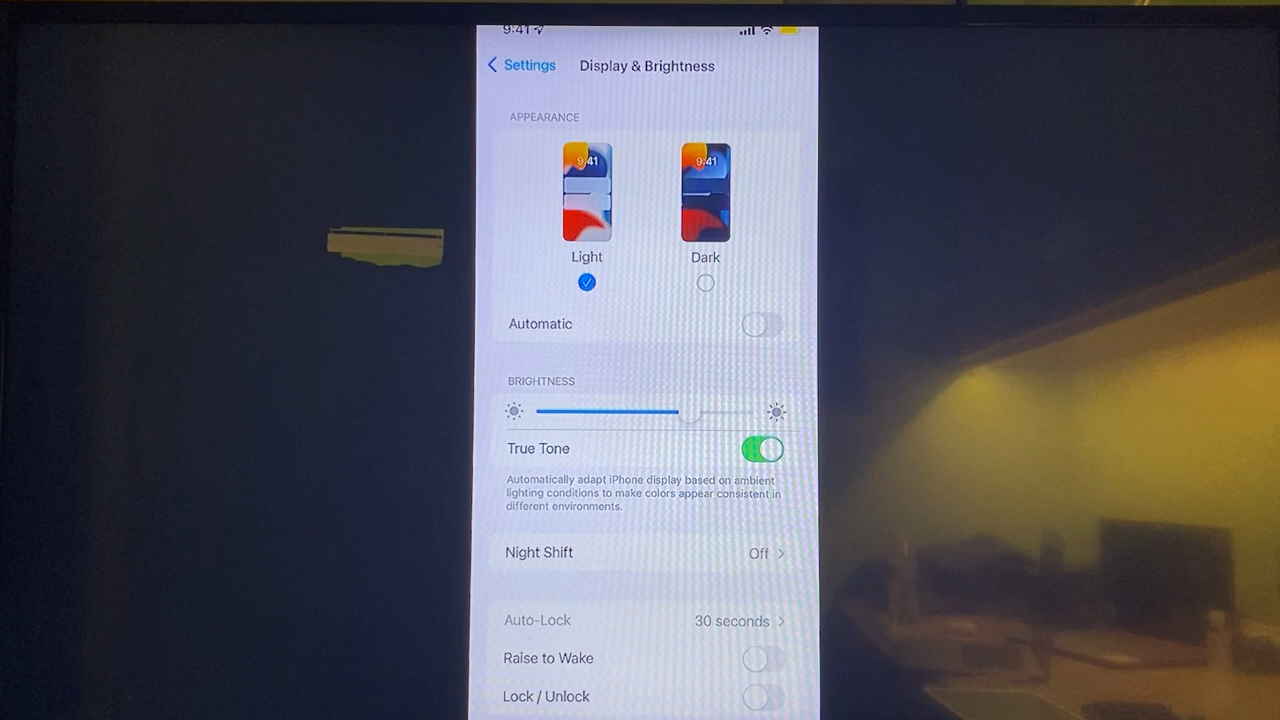 9:41
Settings Display & Brightness
APPEARANCE
9:41 9:41
Light Dark
Automatic
BRIGHTNESS
True Tone
Automatically adapt iPhone display based on ambient
lighting conditions to make colors appear consistent in
different environments.
Night Shift Off
Auto-Lock 30 seconds
Raise to Wake
Lock / Unlock